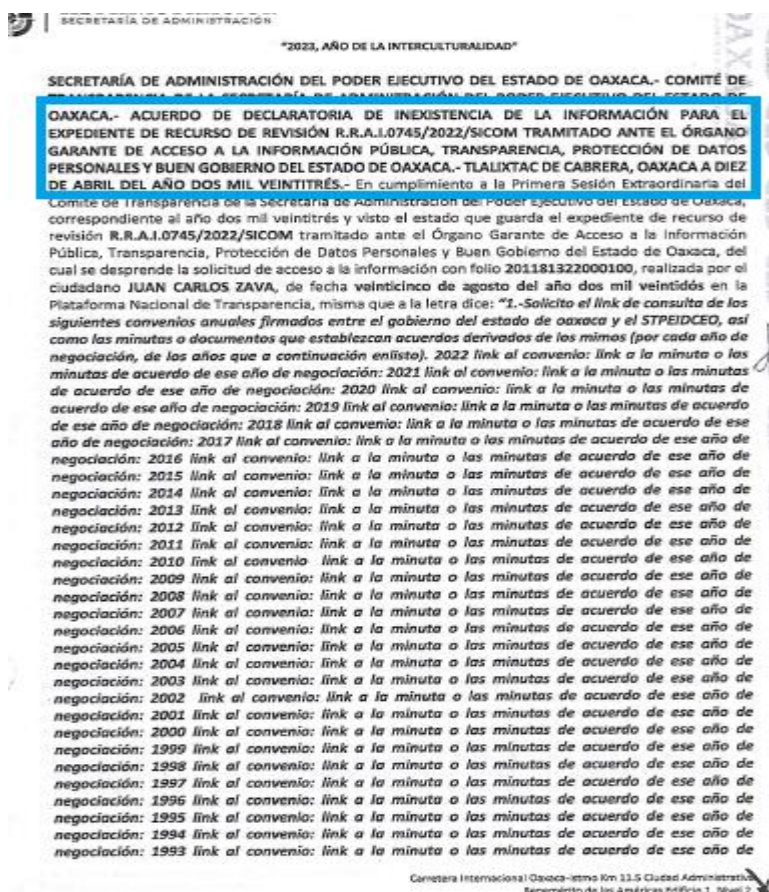 SECRETARÍA DE ADMINISTRACIÓN
"2023, AÑO DE LA INTERCULTURALIDAD"
SECRETARÍA DE ADMINISTRACIÓN DEL PODER EJECUTIVO DEL ESTADO DE OAXACA.- COMITÉ DE
TRANSPARENCIA DE LA SECRETARÍA DE ADMINISTRACIÓN DEL PODER EJECUTIVO DEL ESTADO DE
OAXACA.- ACUERDO DE DECLARATORIA DE INEXISTENCIA DE LA INFORMACIÓN PARA EL
EXPEDIENTE DE RECURSO DE REVISIÓN R.R.A.I.0745/2022/SICOM TRAMITADO ANTE EL ÓRGANO
GARANTE DE ACCESO A LA INFORMACIÓN PÚBLICA, TRANSPARENCIA, PROTECCIÓN DE DATOS
PERSONALES Y BUEN GOBIERNO DEL ESTADO DE OAXACA.- TLALIXTAC DE CABRERA, OAXACA A DIEZ
DE ABRIL DEL AÑO DOS MIL VEINTITRÉS.- En cumplimiento a la Primera Sesión Extraordinaria del
Comité de Transparencia de la Secretaría de Administración del Poder Ejecutivo del Estado de Oaxaca,
correspondiente al año dos mil veintitrés y visto el estado que guarda el expediente de recurso de
revisión R.R.A.I.0745/2022/SICOM tramitado ante el Órgano Garante de Acceso a la Información
Pública, Transparencia, Protección de Datos Personales y Buen Gobierno del Estado de Oaxaca, del
cual se desprende la solicitud de acceso a la información con folio 201181322000100, realizada por el
ciudadano JUAN CARLOS ZAVA, de fecha veinticinco de agosto del año dos mil veintidós en la
Plataforma Nacional de Transparencia, misma que a la letra dice: "1.-Solicito el link de consulta de los
siguientes convenios anuales firmados entre el gobierno del estado de oaxaca y el STPEIDCEO, así
como las minutas o documentos que establezcan acuerdos derivados de los mimos (por cada año de
negociación, de los años que a continuación enlisto). 2022 link al convenio: link a la minuta o las
minutas de acuerdo de ese año de negociación: 2021 link al convenio: link a la minuta o las minutas
de acuerdo de ese año de negociación: 2020 link al convenio: link a la minuta o las minutas de
acuerdo de ese año de negociación: 2019 link al convenio: link a la minuta o las minutas de acuerdo
de ese año de negociación: 2018 link al convenio: link a la minuta o las minutas de acuerdo de ese
año de negociación: 2017 link al convenio: link a la minuta o las minutas de acuerdo de ese año de
negociación: 2016 link al convenio: link a la minuta o las minutas de acuerdo de ese año de
negociación: 2015 link al convenio: link a la minuta o las minutas de acuerdo de ese año de
negociación: 2014 link al convenio: link a la minuta o las minutas de acuerdo de ese año de
negociación: 2013 link al convenio: link a la minuta o las minutas de acuerdo de ese año de
negociación: 2012 link al convenio: link a la minuta o las minutas de acuerdo de ese año de
negociación: 2011 link al convenio: link a la minuta o las minutas de acuerdo de ese año de
negociación: 2010 link al convenio link a la minuta o las minutas de acuerdo de ese año de
negociación: 2009 link al convenio: link a la minuta o las minutas de acuerdo de ese año de
negociación: 2008 link al convenio: link a la minuta o las minutas de acuerdo de ese año de
negociación: 2007 link al convenio: link a la minuta o las minutas de acuerdo de ese año de
negociación: 2006 link al convenio: link a la minuta o las minutas de acuerdo de ese año de
negociación: 2005 link al convenio: link a la minuta o las minutas de acuerdo de ese año de
negociación: 2004 link al convenio: link a la minuta o las minutas de acuerdo de ese año de
negociación: 2003 link al convenio: link a la minuta o las minutas de acuerdo de ese año de
negociación: 2002 link al convenio: link a la minuta o las minutas de acuerdo de ese año de
negociación: 2001 link al convenio: link a la minuta o las minutas de acuerdo de ese año de
negociación: 2000 link al convenio: link a la minuta o las minutas de acuerdo de ese año de
negociación: 1999 link al convenio: link a la minuta o las minutas de acuerdo de ese año de
negociación: 1998 link al convenio: link a la minuta o las minutas de acuerdo de ese año de
negociación: 1997 link al convenio: link a la minuta o las minutas de acuerdo de ese año de
negociación: 1996 link al convenio: link a la minuta o las minutas de acuerdo de ese año de
negociación: 1995 link al convenio: link a la minuta o las minutas de acuerdo de ese año de
negociación: 1994 link al convenio: link a la minuta o las minutas de acuerdo de ese año de
negociación: 1993 link al convenio: link a la minuta o las minutas de acuerdo de ese año de
Carretera Internacional Oaxaca-Istmo Km 11.5 Ciudad Administrativa
Benemérito de las Américas Edificio 1, Nivel 2
OAXA